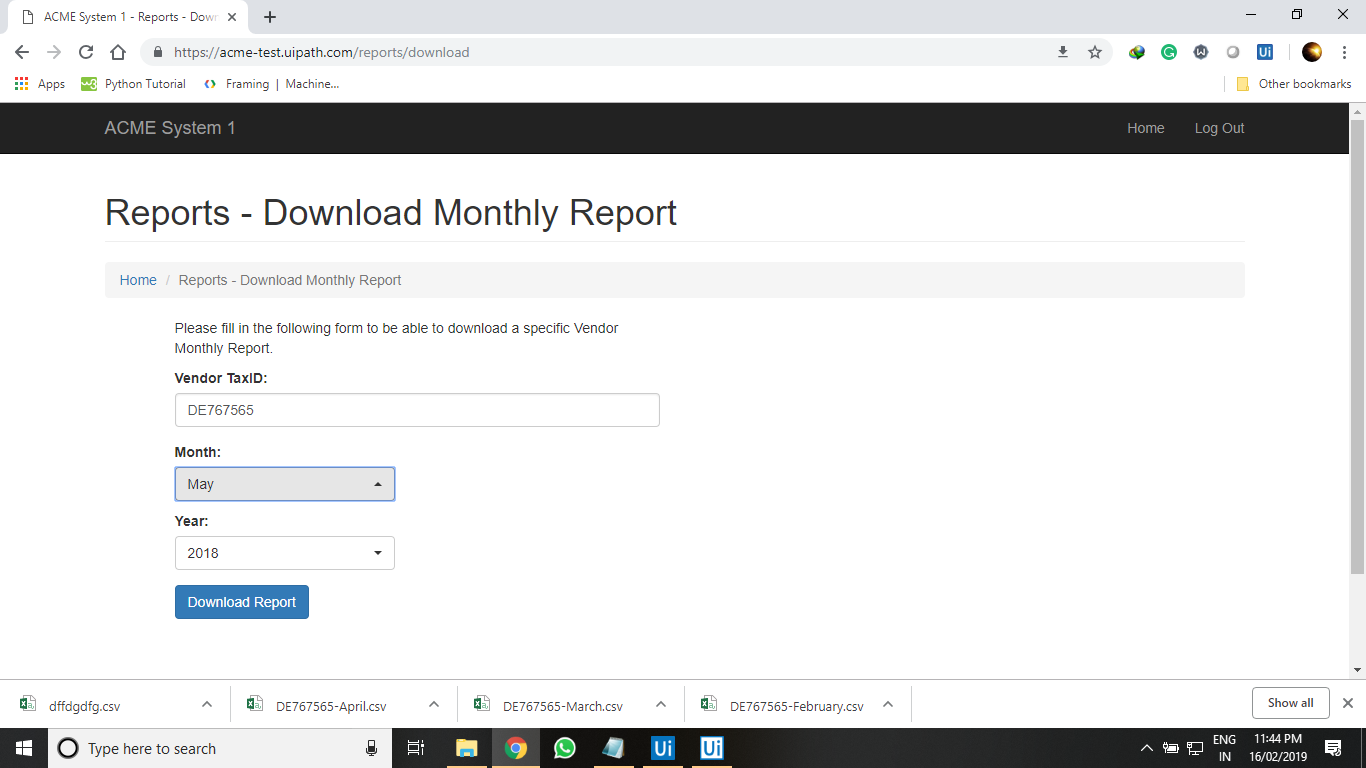 ACME System 1 - Reports - Dow
https://acme-test.uipath.com/reports/download
Ui
Apps
w3
Python Tutorial
Framing | Machine...
Other bookmarks
ACME System 1
Home
Log Out
Reports - Download Monthly Report
Home / Reports - Download Monthly Report
Please fill in the following form to be able to download a specific Vendor
Monthly Report.
Vendor TaxID:
DE767565
Month:
May
Year:
2018
Download Report
dffdgdfg.csv
DE767565-April.csv
DE767565-March.csv
DE767565-February.csv
Show all
Type here to search
Ui
Ui
ENG
IN
11:44 PM
16/02/2019